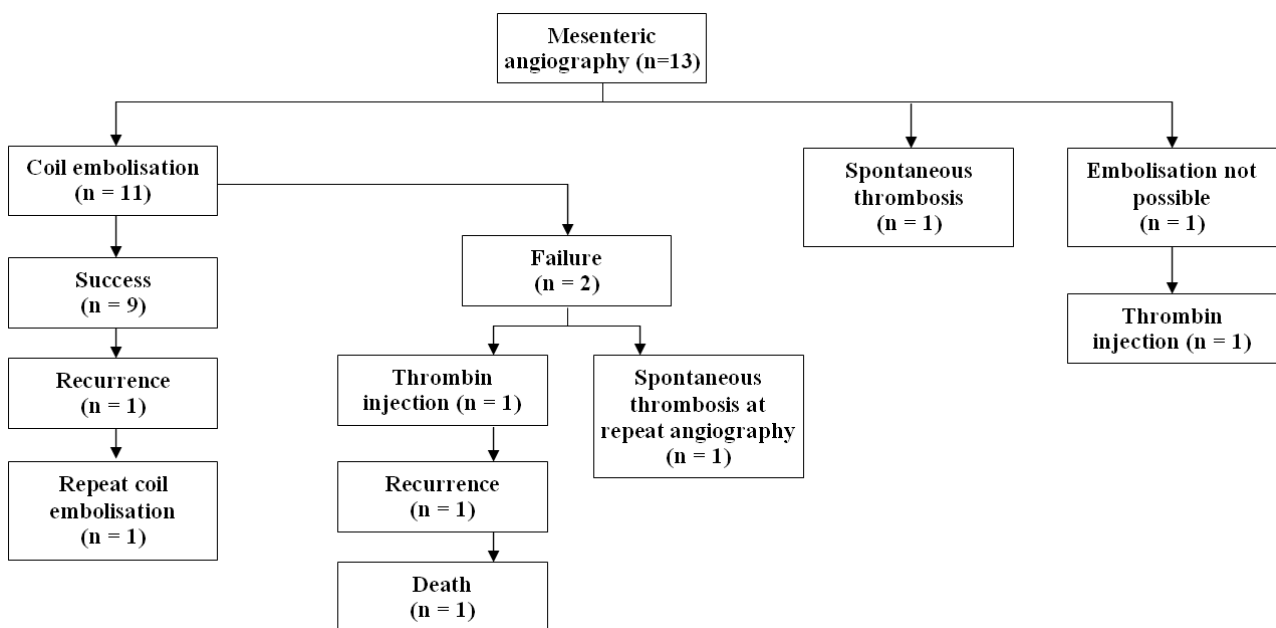 Mesenteric
angiography (n=13)
Coil embolisation
(n = 11)
Spontaneous
thrombosis
(n = 1)
Embolisation not
possible
(n = 1)
Failure
(n = 2)
Success
(n = 9)
Thrombin
injection (n = 1)
Recurrence
(n = 1)
Thrombin
injection (n = 1)
Spontaneous
thrombosis at
repeat angiography
(n = 1)
Repeat coil
embolisation
(n = 1)
Recurrence
(n = 1)
Death
(n = 1)